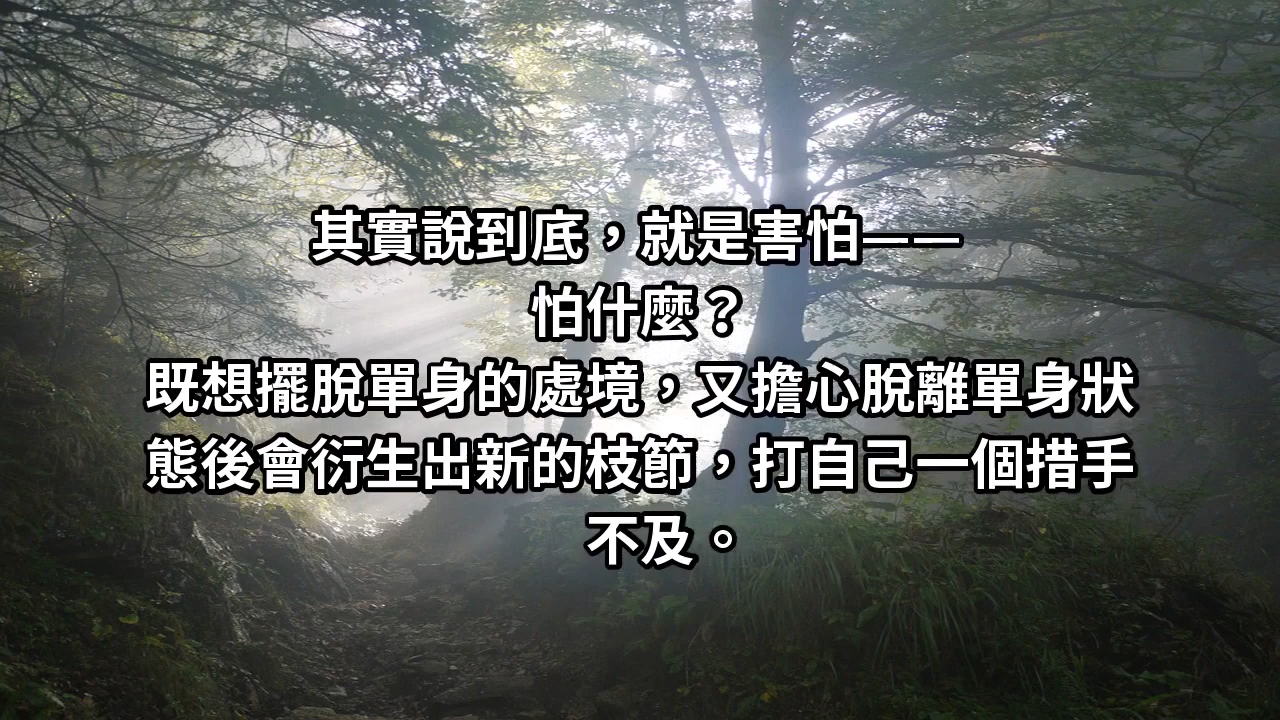 其實說到底，就是害怕——
怕什麼？
既想擺脫單身的處境，又擔心脫離單身狀
態後會衍生出新的枝節，打自己一個措手
不及。